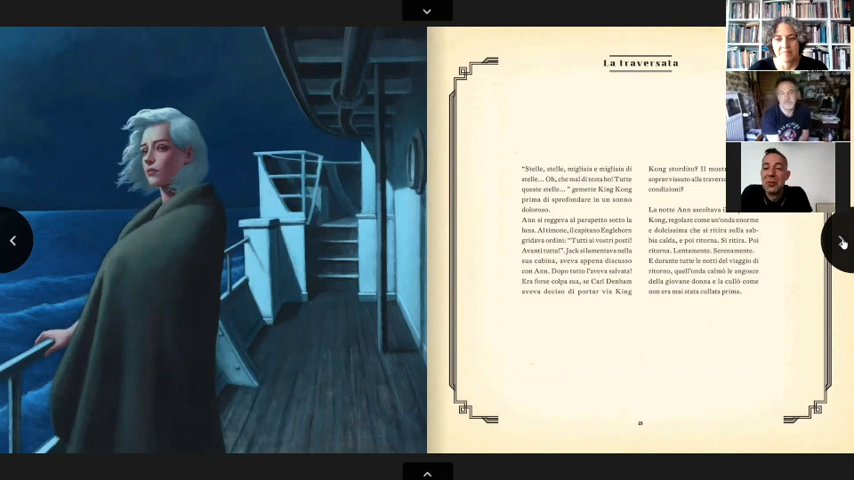 La traversata
"Stelle, stelle, migliaia e migliaia di
stelle... Oh, che mal di testa ho! Tutte
queste stelle... " gemette King Kong
prima di sprofondare in un sonno
doloroso.
Ann si reggeva al parapetto sotto la
luna. Al timone, il capitano Englehorn
gridava ordini: "Tutti ai vostri posti!
Avanti tutta!". Jack si lamentava nella
sua cabina, aveva appena discusso
con Ann. Dopo tutto l'aveva salvata!
Era forse colpa sua, se Carl Denham
aveva deciso di portar via King
Kong stordito? Il
sopravvissuto alla
condizioni?
La notte Ann ascoltava
Kong, regolare come un'onda enorme
e dolcissima che si ritira sulla sab-
bia calda, e poi ritorna. Si ritira. Poi
ritorna. Lentamente. Serenamente.
E durante tutte le notti del viaggio di
ritorno, quell'onda calmò le angosce
della giovane donna e la cullò come
non era mai stata cullata prima.